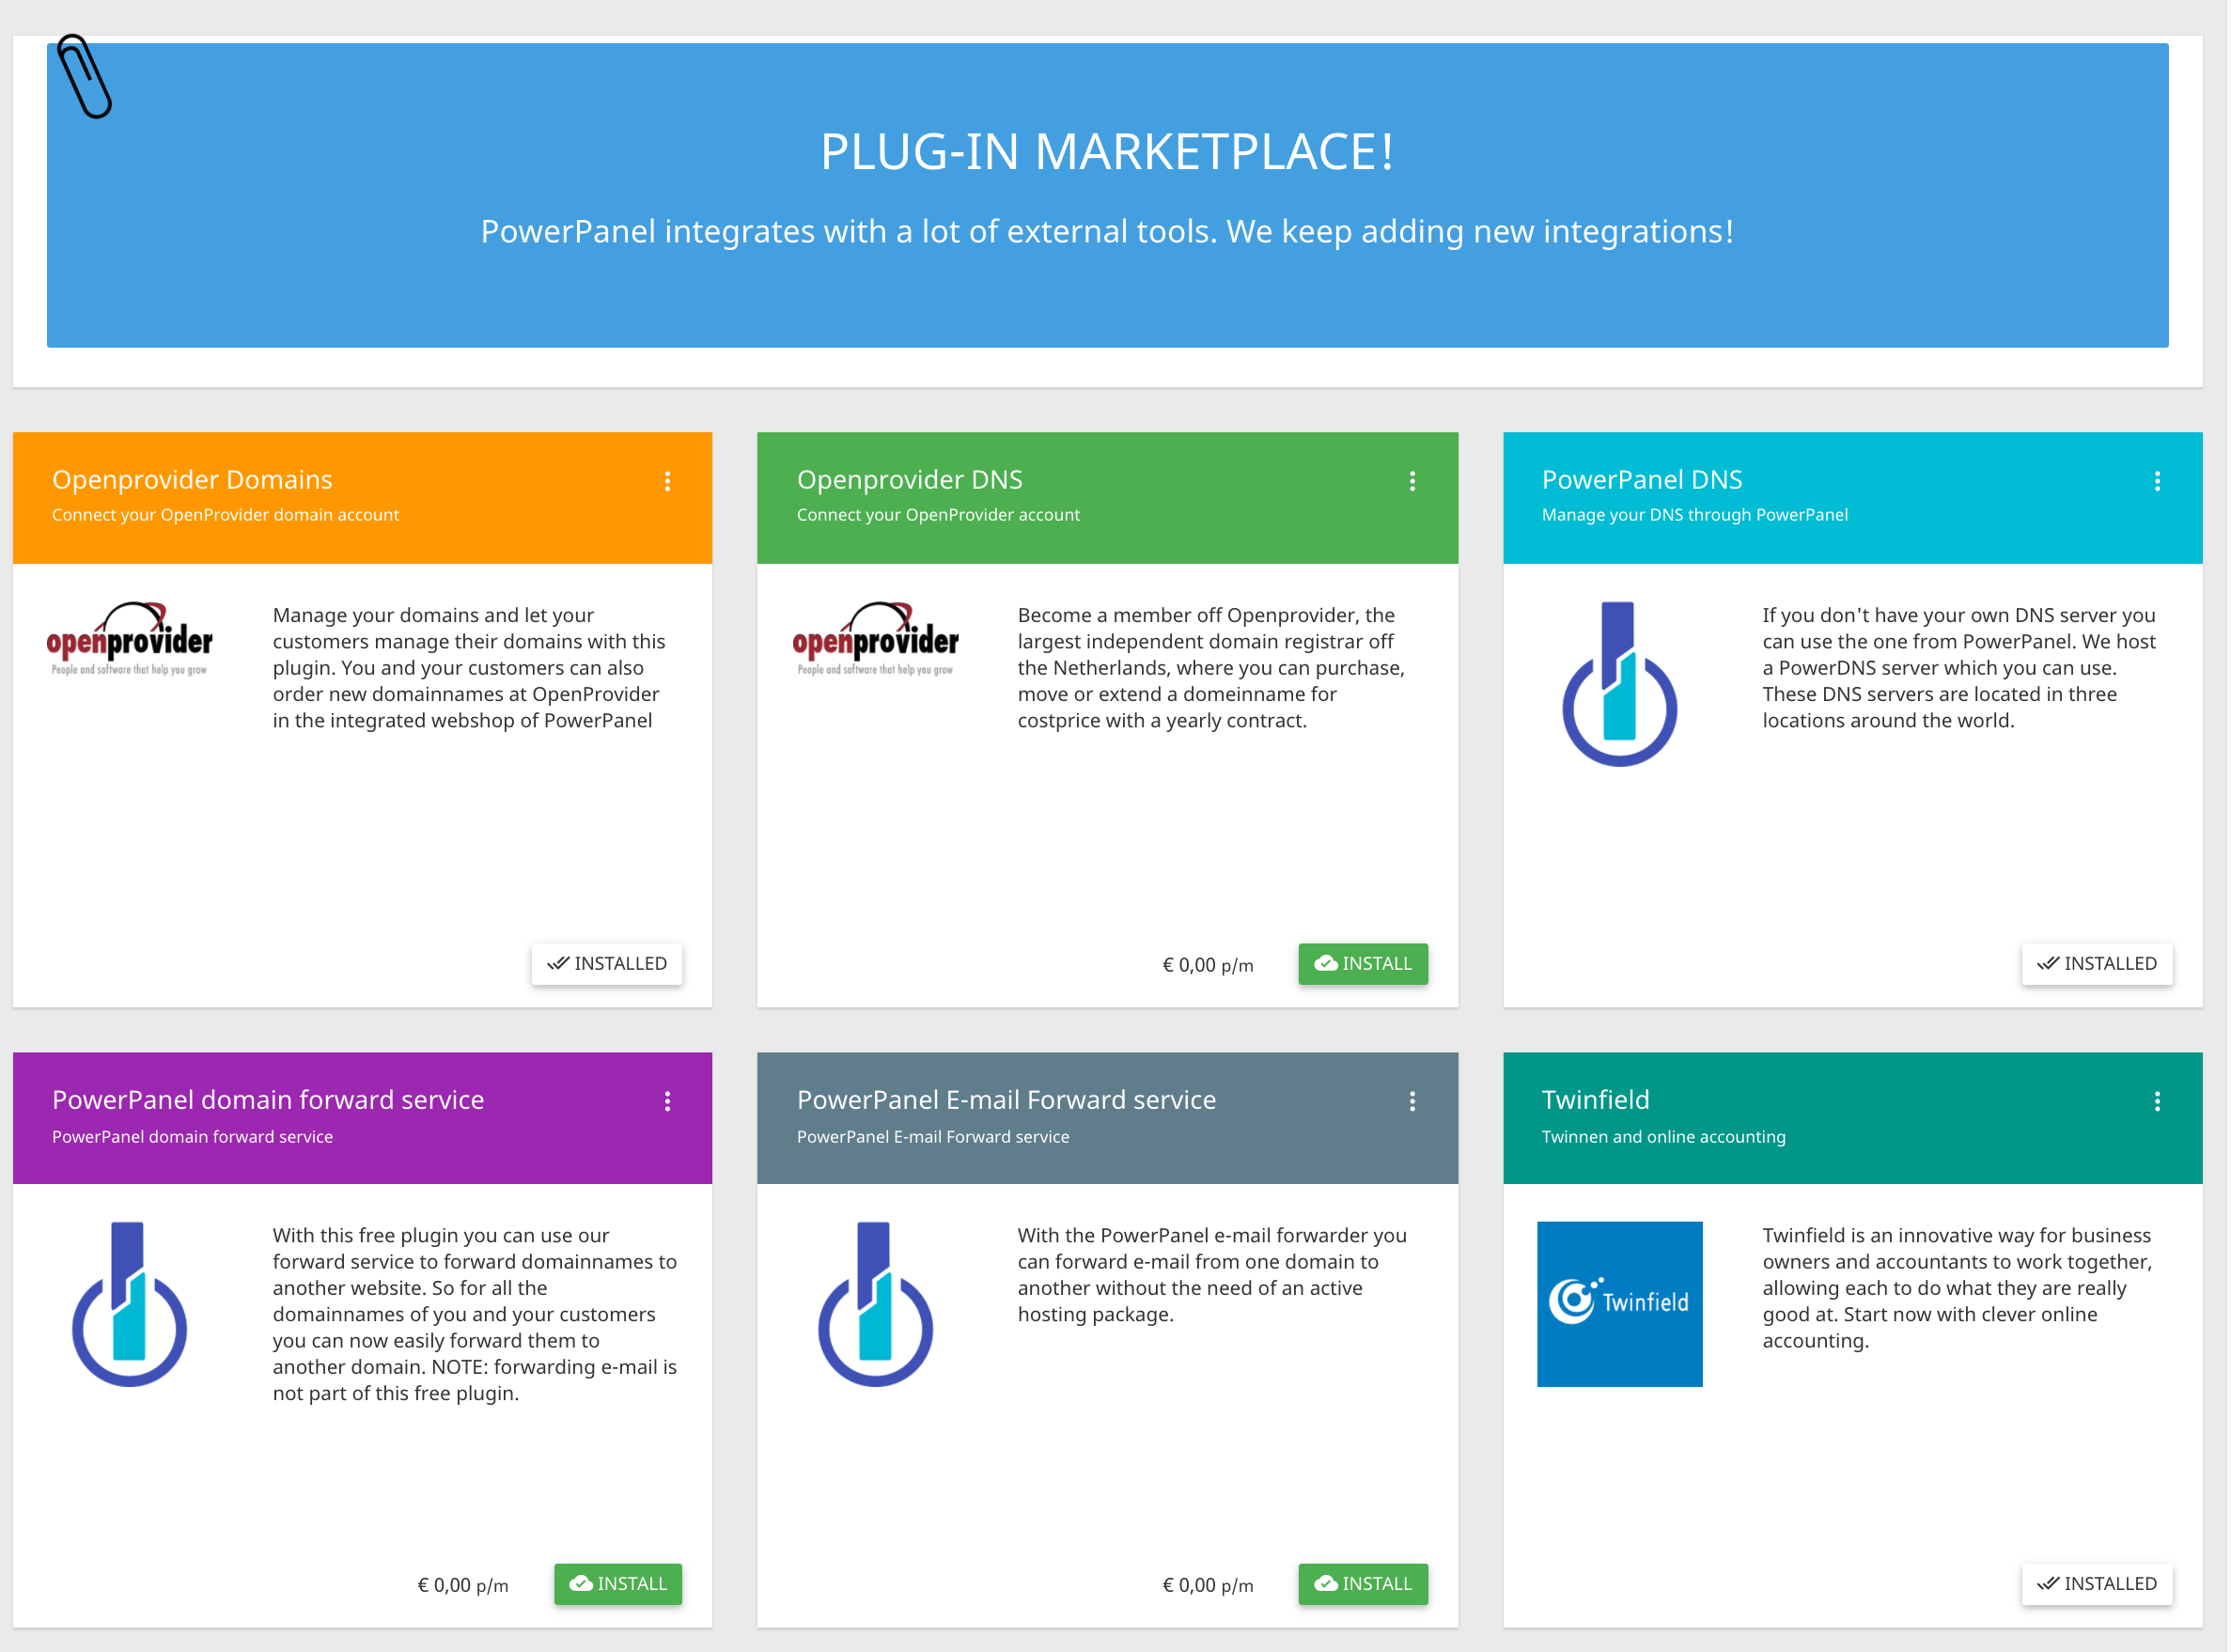 PLUG-IN MARKETPLACE!
PowerPanel integrates with a lot of external tools. We keep adding new integrations!
Openprovider Domains
Connect your OpenProvider domain account
openprovider
People and software that help you grow
Manage your domains and let your
customers manage their domains with this
plugin. You and your customers can also
order new domainnames at OpenProvider
in the integrated webshop of PowerPanel
INSTALLED
Openprovider DNS
Connect your OpenProvider account
openprovider
People and software that help you grow
Become a member off Openprovider, the
largest independent domain registrar off
the Netherlands, where you can purchase,
move or extend a domeinname for
costprice with a yearly contract.
€ 0,00 p/m
INSTALL
PowerPanel DNS
Manage your DNS through PowerPanel
If you don't have your own DNS server you
can use the one from PowerPanel. We host
a PowerDNS server which you can use.
These DNS servers are located in three
locations around the world.
INSTALLED
PowerPanel domain forward service
PowerPanel domain forward service
With this free plugin you can use our
forward service to forward domainnames to
another website. So for all the
domainnames of you and your customers
you can now easily forward them to
another domain. NOTE: forwarding e-mail is
not part of this free plugin.
€ 0,00 p/m
INSTALL
PowerPanel E-mail Forward service
PowerPanel E-mail Forward service
With the PowerPanel e-mail forwarder you
can forward e-mail from one domain to
another without the need of an active
hosting package.
€ 0,00 p/m
INSTALL
Twinfield
Twinnen and online accounting
Twinfield
Twinfield is an innovative way for business
owners and accountants to work together,
allowing each to do what they are really
good at. Start now with clever online
accounting.
INSTALLED